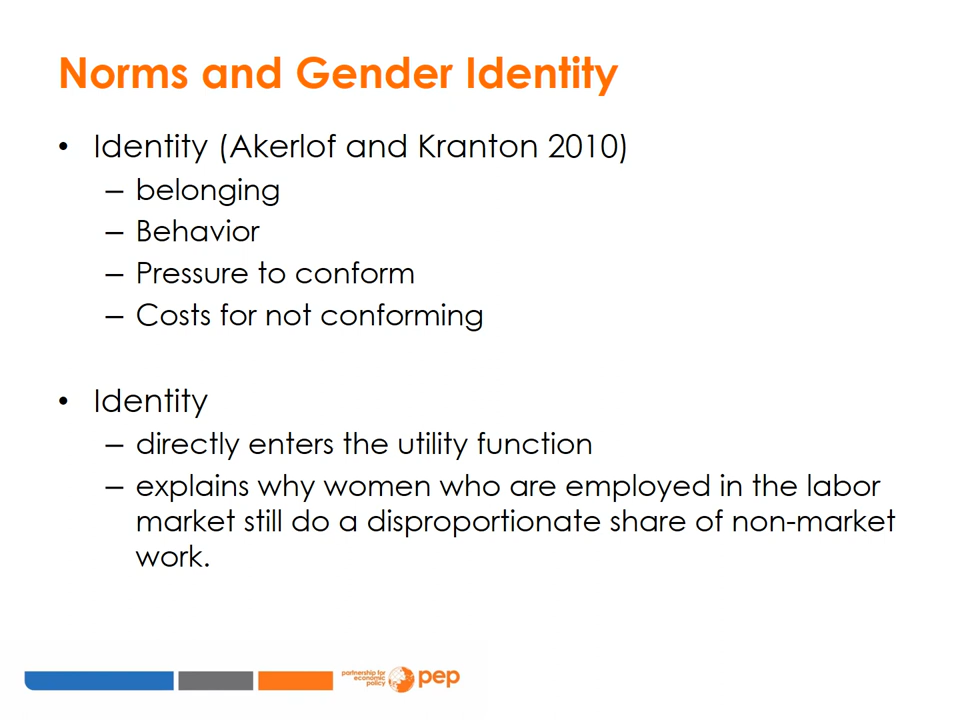 Norms and Gender Identity
• Identity (Akerlof and Kranton 2010)
– belonging
– Behavior
– Pressure to conform
– Costs for not conforming
• Identity
– directly enters the utility function
– explains why women who are employed in the labor
market still do a disproportionate share of non-market
work.
partnership for
economic
policy
pep